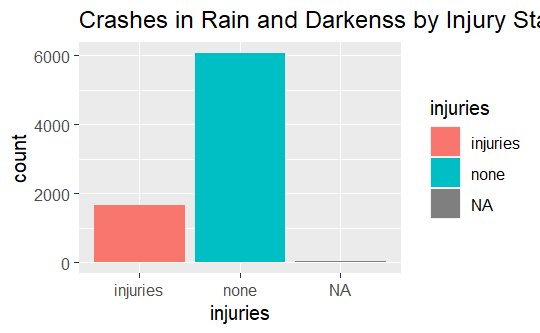 Crashes in Rain and Darkenss by Injury Sta
6000
4000
2000
0
count
injuries
none
NA
injuries
injuries
injuries
none
NA